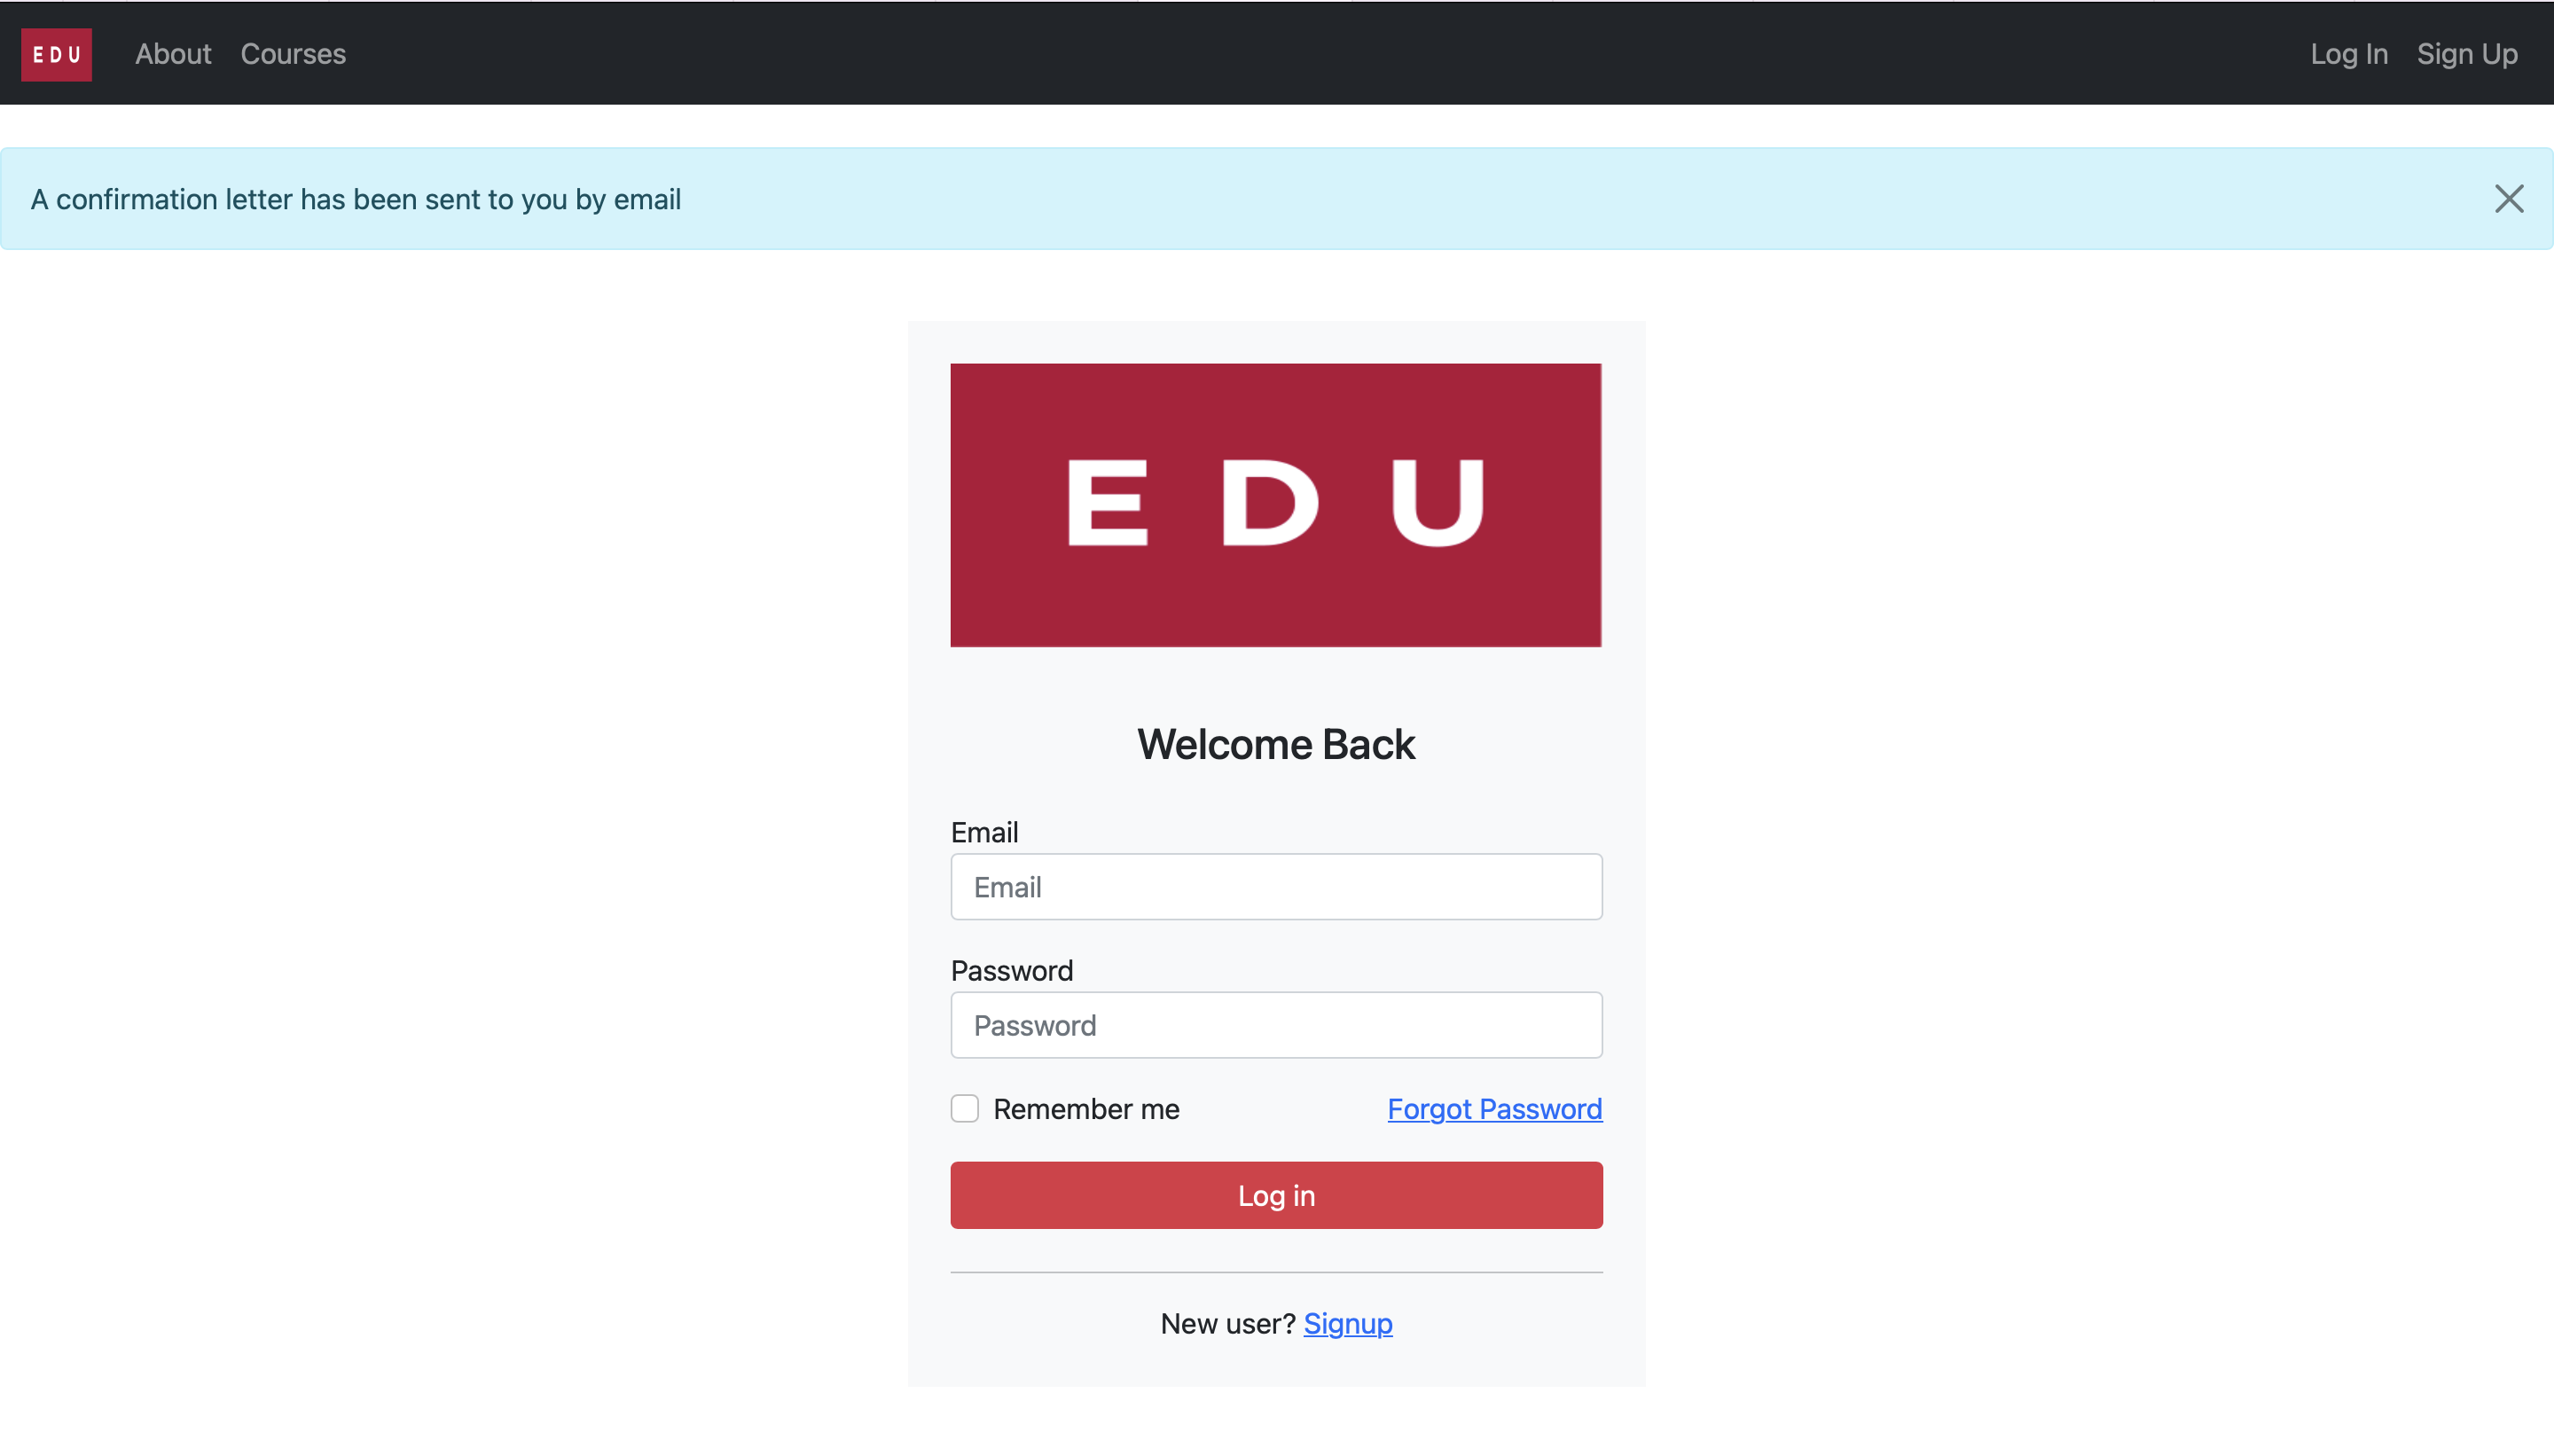 EDU About Courses Log In Sign Up
A confirmation letter has been sent to you by email
EDU
Welcome Back
Email
Email
Password
Password
Remember me Forgot Password
Log in
New user? Signup